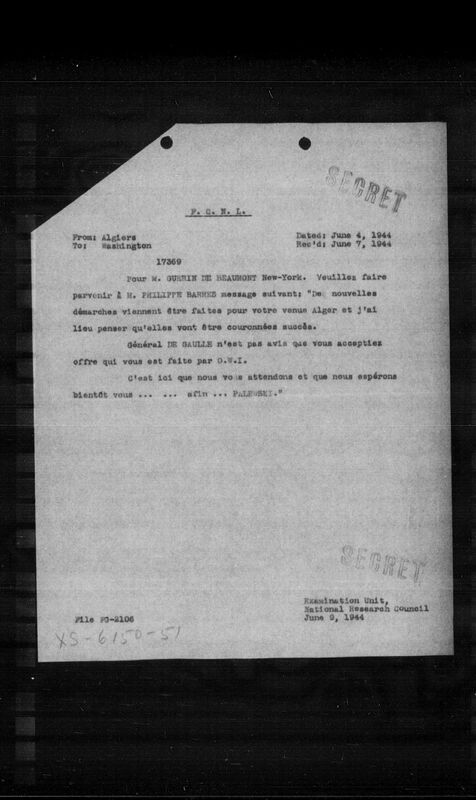 SECRET
F. C. N. L.
From: Algiers Dated: June 4, 1944
To: Washington Rec'd: June 7, 1944
17369
Pour M. GUERIN DE BEAUMONT New-York. Veuillez faire
parvenir à M. PHILIPPE BARRES message suivant: "De nouvelles
démarches viennent être faites pour votre venue Alger et j'ai
lieu penser qu'elles vont être couronnées succès.
Général DE GAULLE n'est pas avis que vous acceptiez
offre qui vous est faite par O.W.I.
C'est ici que nous vous attendons et que nous espérons
bientôt vous ... ... afin ... PALEWSKI."
SECRET
Examination Unit,
National Research Council
File FG-2106 June 9, 1944
XS-6150-51